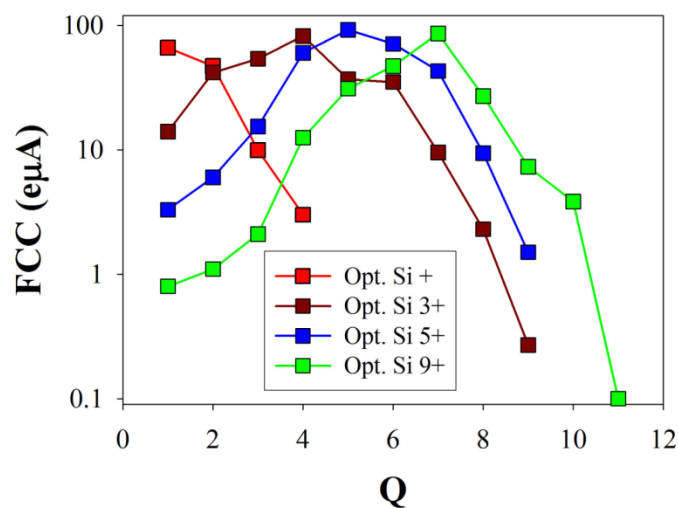 100
10
1
0.1
FCC (eµA)
Opt. Si +
Opt. Si 3+
Opt. Si 5+
Opt. Si 9+
0 2 4 6 8 10 12
Q